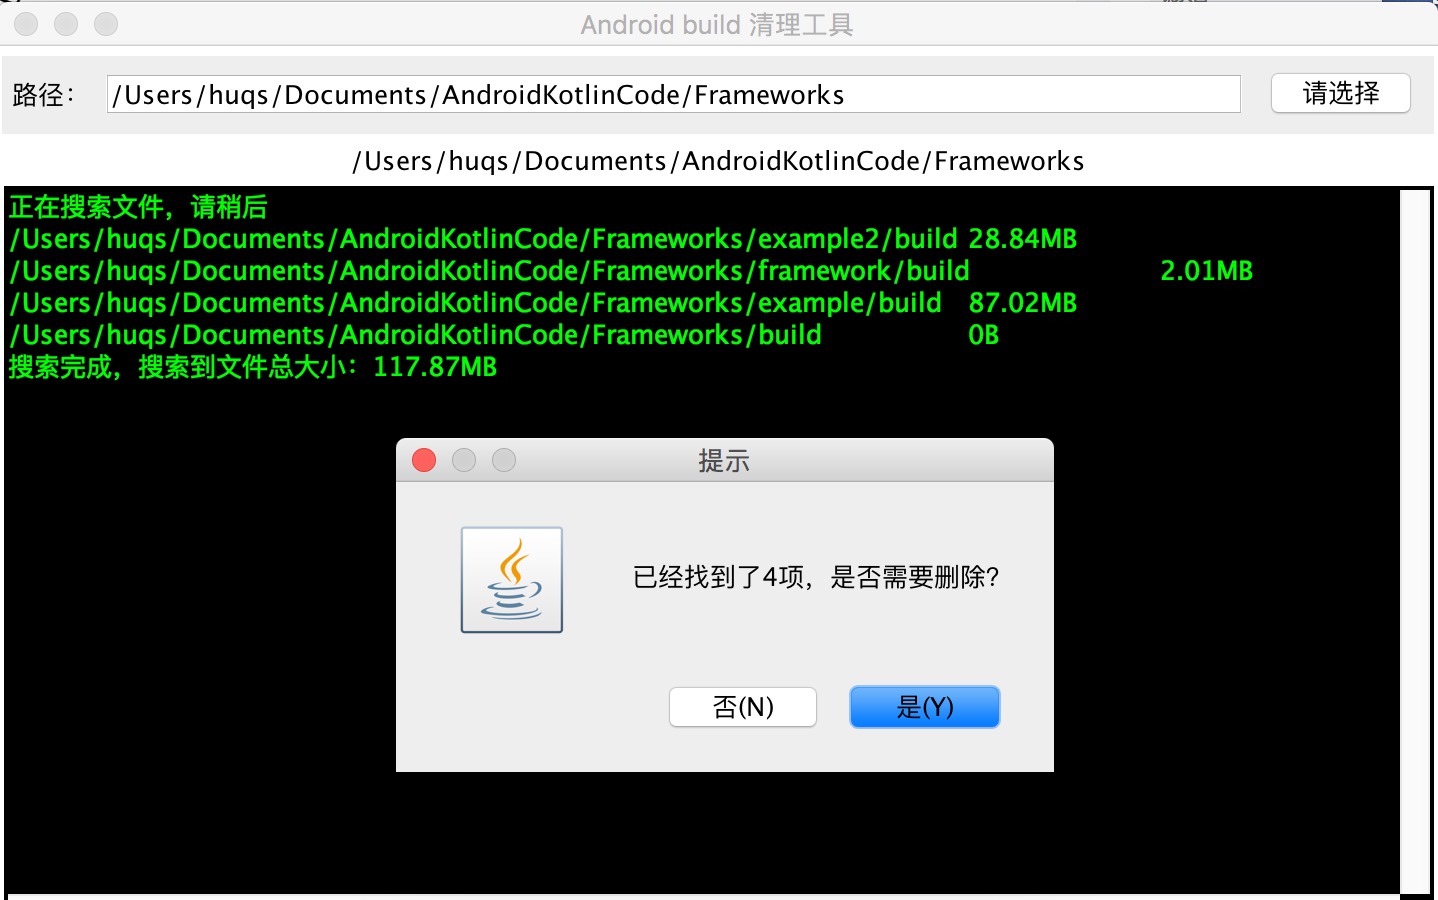 Android build 清理工具
路径： /Users/huqs/Documents/AndroidKotlinCode/Frameworks 请选择
/Users/huqs/Documents/AndroidKotlinCode/Frameworks
正在搜索文件，请稍后
/Users/huqs/Documents/AndroidKotlinCode/Frameworks/example2/build 28.84MB
/Users/huqs/Documents/AndroidKotlinCode/Frameworks/framework/build 2.01MB
/Users/huqs/Documents/AndroidKotlinCode/Frameworks/example/build 87.02MB
/Users/huqs/Documents/AndroidKotlinCode/Frameworks/build 0B
搜索完成，搜索到文件总大小：117.87MB
提示
已经找到了4项，是否需要删除?
否(N) 是(Y)